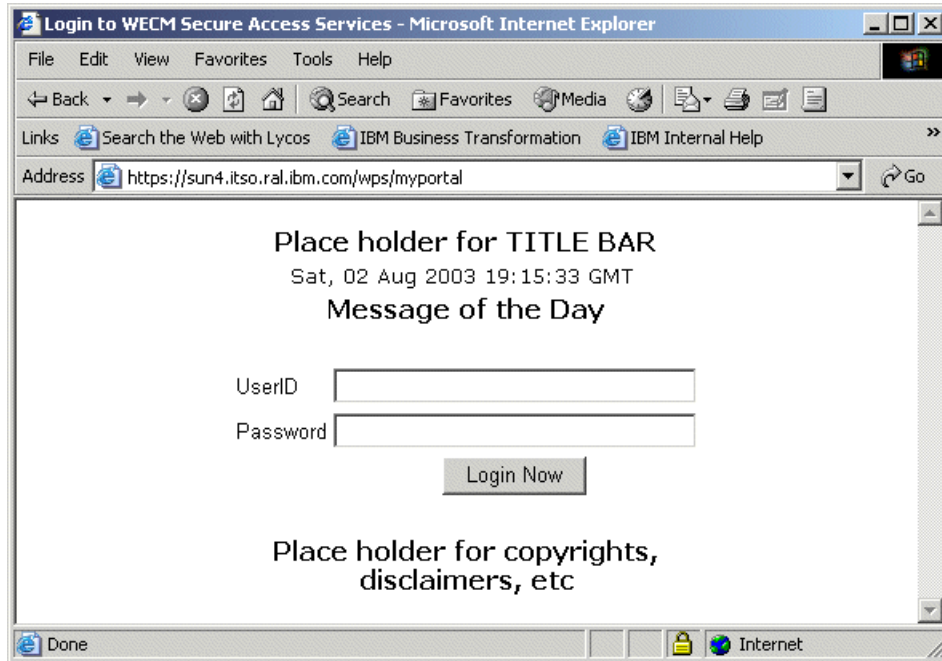 Login to WECM Secure Access Services - Microsoft Internet Explorer
File Edit View Favorites Tools Help
Back Search Favorites Media
Links Search the Web with Lycos IBM Business Transformation IBM Internal Help »
Address https://sun4.itso.ral.ibm.com/wps/myportal Go
Place holder for TITLE BAR
Sat, 02 Aug 2003 19:15:33 GMT
Message of the Day
UserID
Password
Login Now
Place holder for copyrights,
disclaimers, etc
Done Internet